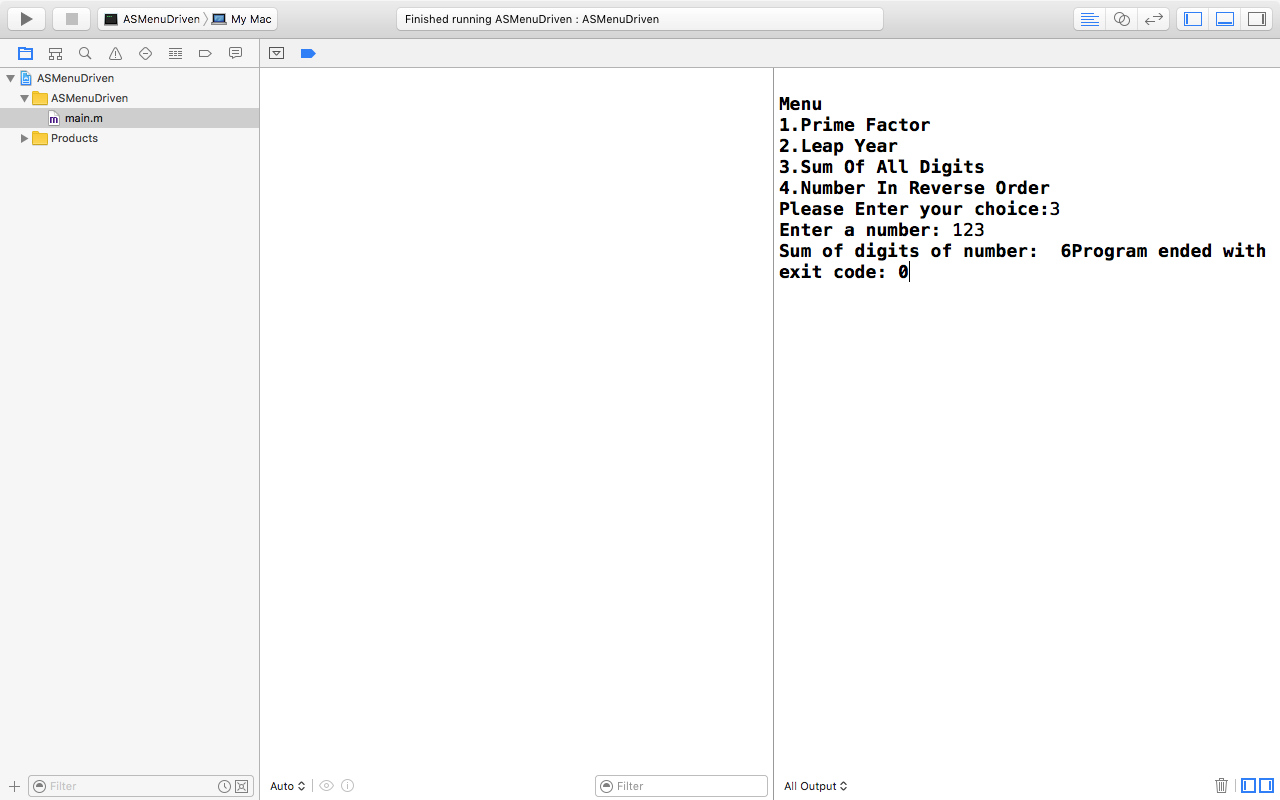 ASMenuDriven My Mac
Finished running ASMenuDriven : ASMenuDriven
ASMenuDriven
ASMenuDriven
main.m
Products
Menu
1.Prime Factor
2.Leap Year
3.Sum Of All Digits
4.Number In Reverse Order
Please Enter your choice:3
Enter a number: 123
Sum of digits of number:  6Program ended with
exit code: 0
Filter
Auto
Filter
All Output